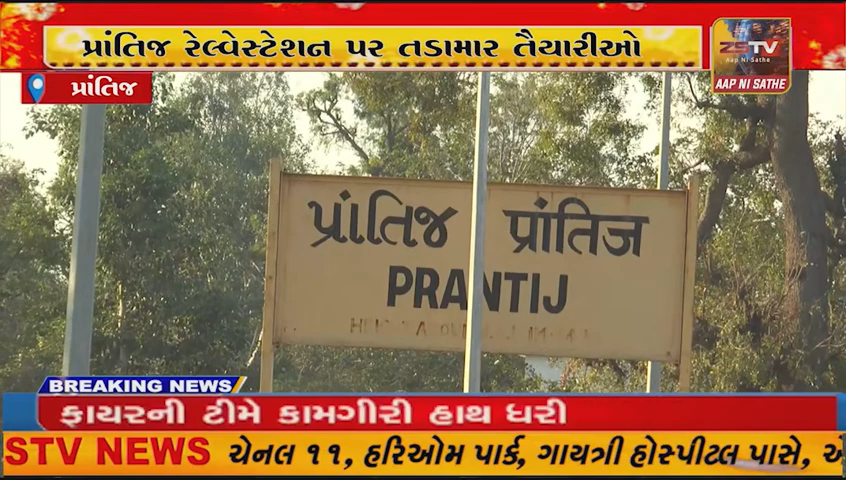 પ્રાંતિજ રેલ્વેસ્ટેશન પર તડામાર તૈયારીઓ
ZSTV
Aap Ni Sathe
AAP NI SATHE
પ્રાંતિજ
પ્રાંતિજ प्रांतिज
PRANTIJ
BREAKING NEWS
ફાયરની ટીમે કામગીરી હાથ ધરી
STV NEWS ચેનલ ૧૧, હરિઓમ પાર્ક, ગાયત્રી હોસ્પીટલ પાસે,